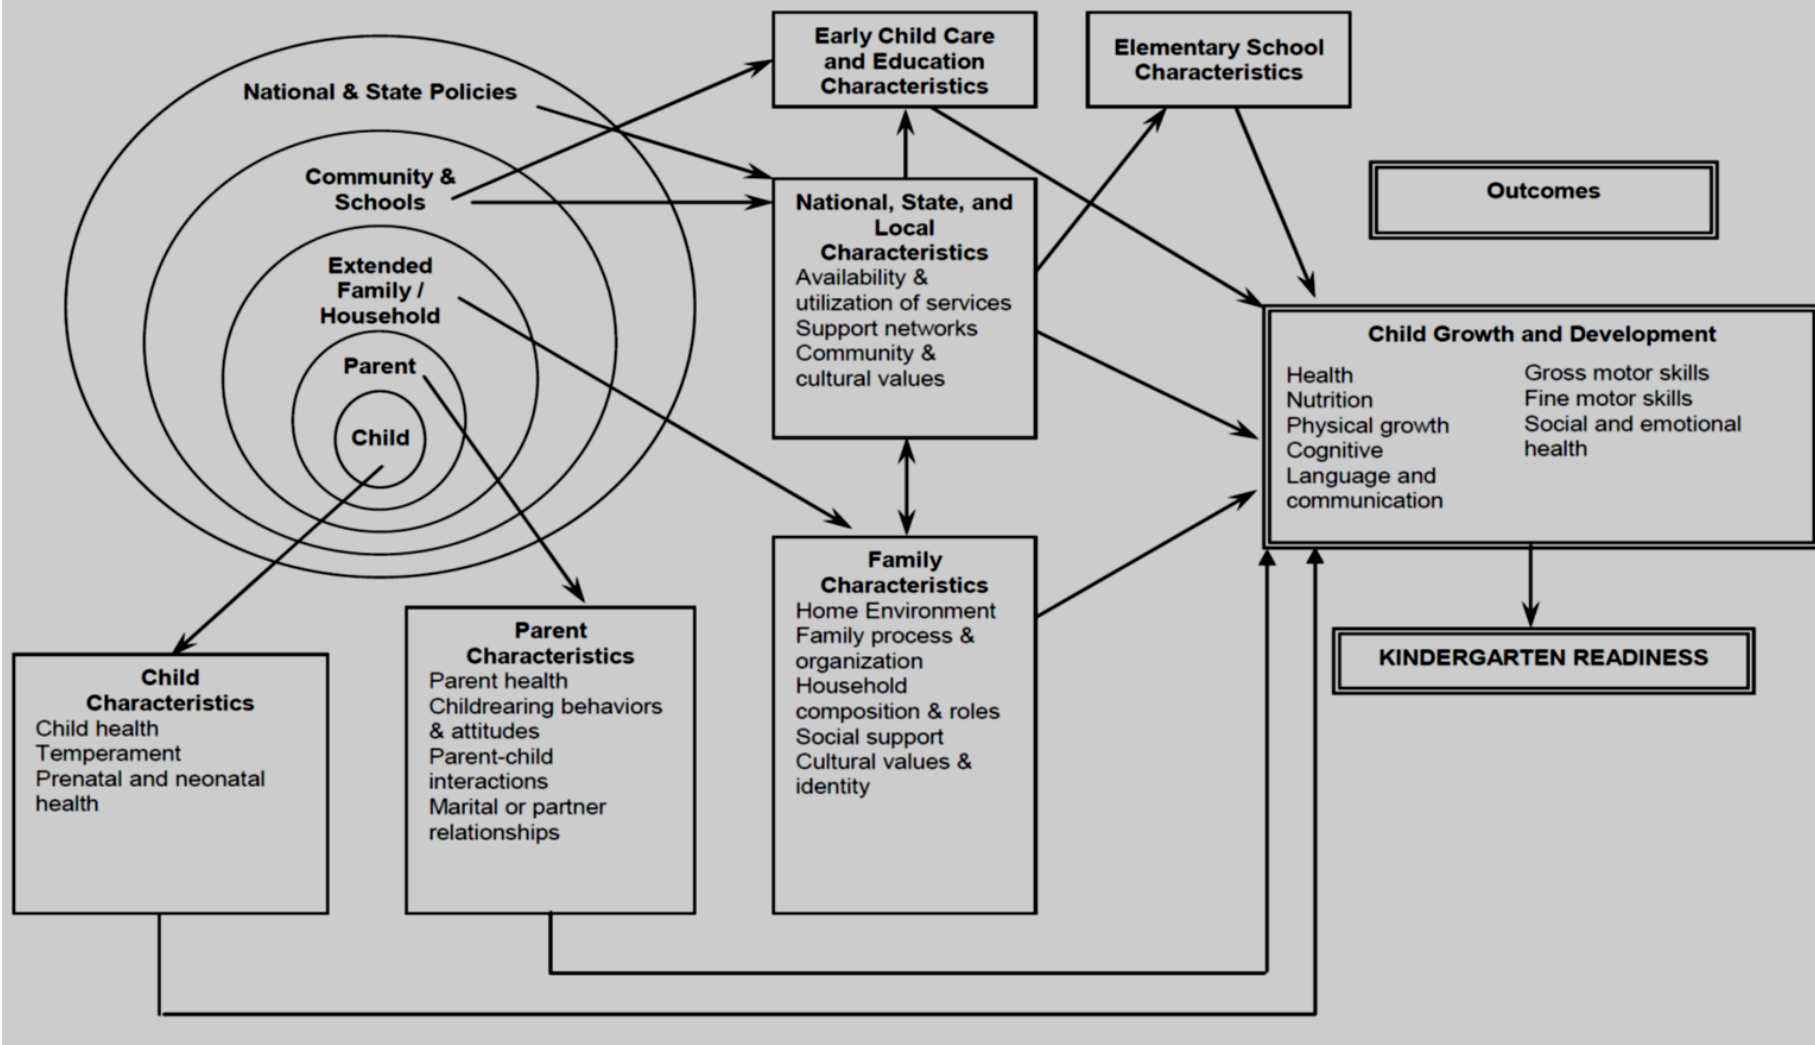 National & State Policies
Community &
Schools
Extended
Family /
Household
Parent
Child
Early Child Care
and Education
Characteristics
Elementary School
Characteristics
National, State, and
Local
Characteristics
Availability &
utilization of services
Support networks
Community &
cultural values
Outcomes
Child Growth and Development
Health
Nutrition
Physical growth
Cognitive
Language and
communication
Gross motor skills
Fine motor skills
Social and emotional
health
KINDERGARTEN READINESS
Family
Characteristics
Home Environment
Family process &
organization
Household
composition & roles
Social support
Cultural values &
identity
Parent
Characteristics
Parent health
Childrearing behaviors
& attitudes
Parent-child
interactions
Marital or partner
relationships
Child
Characteristics
Child health
Temperament
Prenatal and neonatal
health